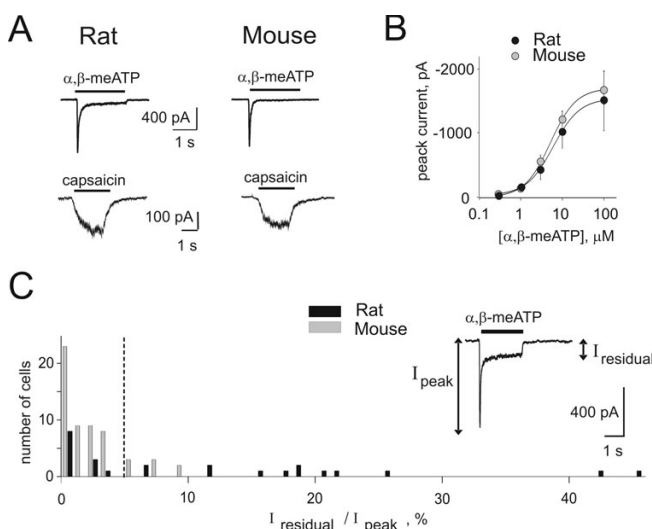 A
Rat
Mouse
α,β-meATP
α,β-meATP
400 pA
1 s
capsaicin
capsaicin
100 pA
1 s
B
Rat
Mouse
peack current, pA
-2000
-1000
0
0.1
1.0
10
100
[α,β-meATP], μM
C
Rat
Mouse
α,β-meATP
I peak
I residual
400 pA
1 s
number of cells
20
10
0
0
10
20
30
40
I residual / I peak , %